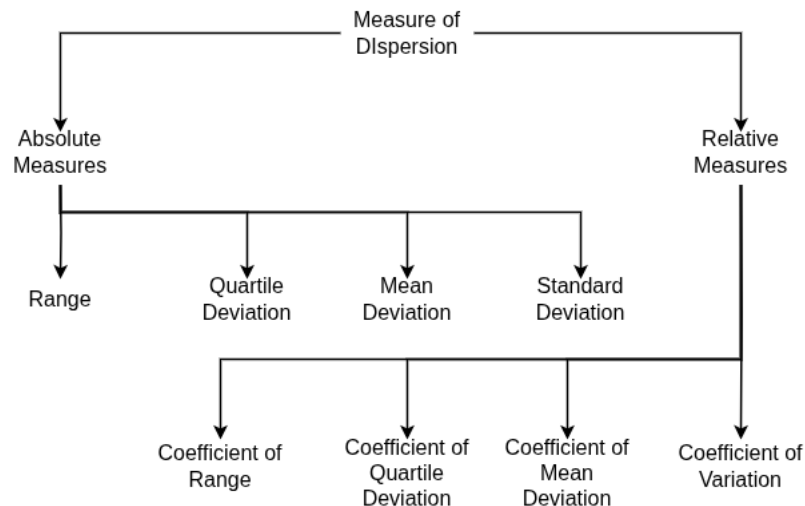 Measure of
DIspersion
Absolute
Measures
Relative
Measures
Range
Quartile
Deviation
Mean
Deviation
Standard
Deviation
Coefficient of
Range
Coefficient of
Quartile
Deviation
Coefficient of
Mean
Deviation
Coefficient of
Variation